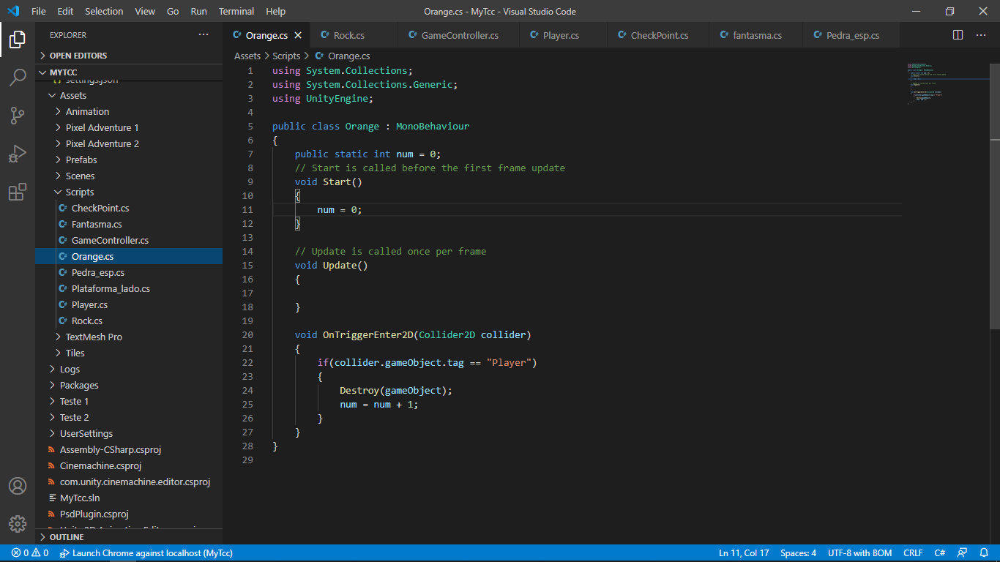 File Edit Selection View Go Run Terminal Help Orange.cs - MyTcc - Visual Studio Code
EXPLORER
OPEN EDITORS
MYTCC
settings.json
Assets
Animation
Pixel Adventure 1
Pixel Adventure 2
Prefabs
Scenes
Scripts
CheckPoint.cs
Fantasma.cs
GameController.cs
Orange.cs
Pedra_esp.cs
Plataforma_lado.cs
Player.cs
Rock.cs
TextMesh Pro
Tiles
Logs
Packages
Teste 1
Teste 2
UserSettings
Assembly-CSharp.csproj
Cinemachine.csproj
com.unity.cinemachine.editor.csproj
MyTcc.sln
PsdPlugin.csproj
OUTLINE
Orange.cs Rock.cs GameController.cs Player.cs CheckPoint.cs fantasma.cs Pedra_esp.cs
Assets > Scripts > Orange.cs
1 using System.Collections;
2 using System.Collections.Generic;
3 using UnityEngine;
4
5 public class Orange : MonoBehaviour
6 {
7 public static int num = 0;
8 // Start is called before the first frame update
9 void Start()
10 {
11 num = 0;
12 }
13
14 // Update is called once per frame
15 void Update()
16 {
17
18 }
19
20 void OnTriggerEnter2D(Collider2D collider)
21 {
22 if(collider.gameObject.tag == "Player")
23 {
24 Destroy(gameObject);
25 num = num + 1;
26 }
27 }
28 }
29
0 0 Launch Chrome against localhost (MyTcc) Ln 11, Col 17 Spaces: 4 UTF-8 with BOM CRLF C#